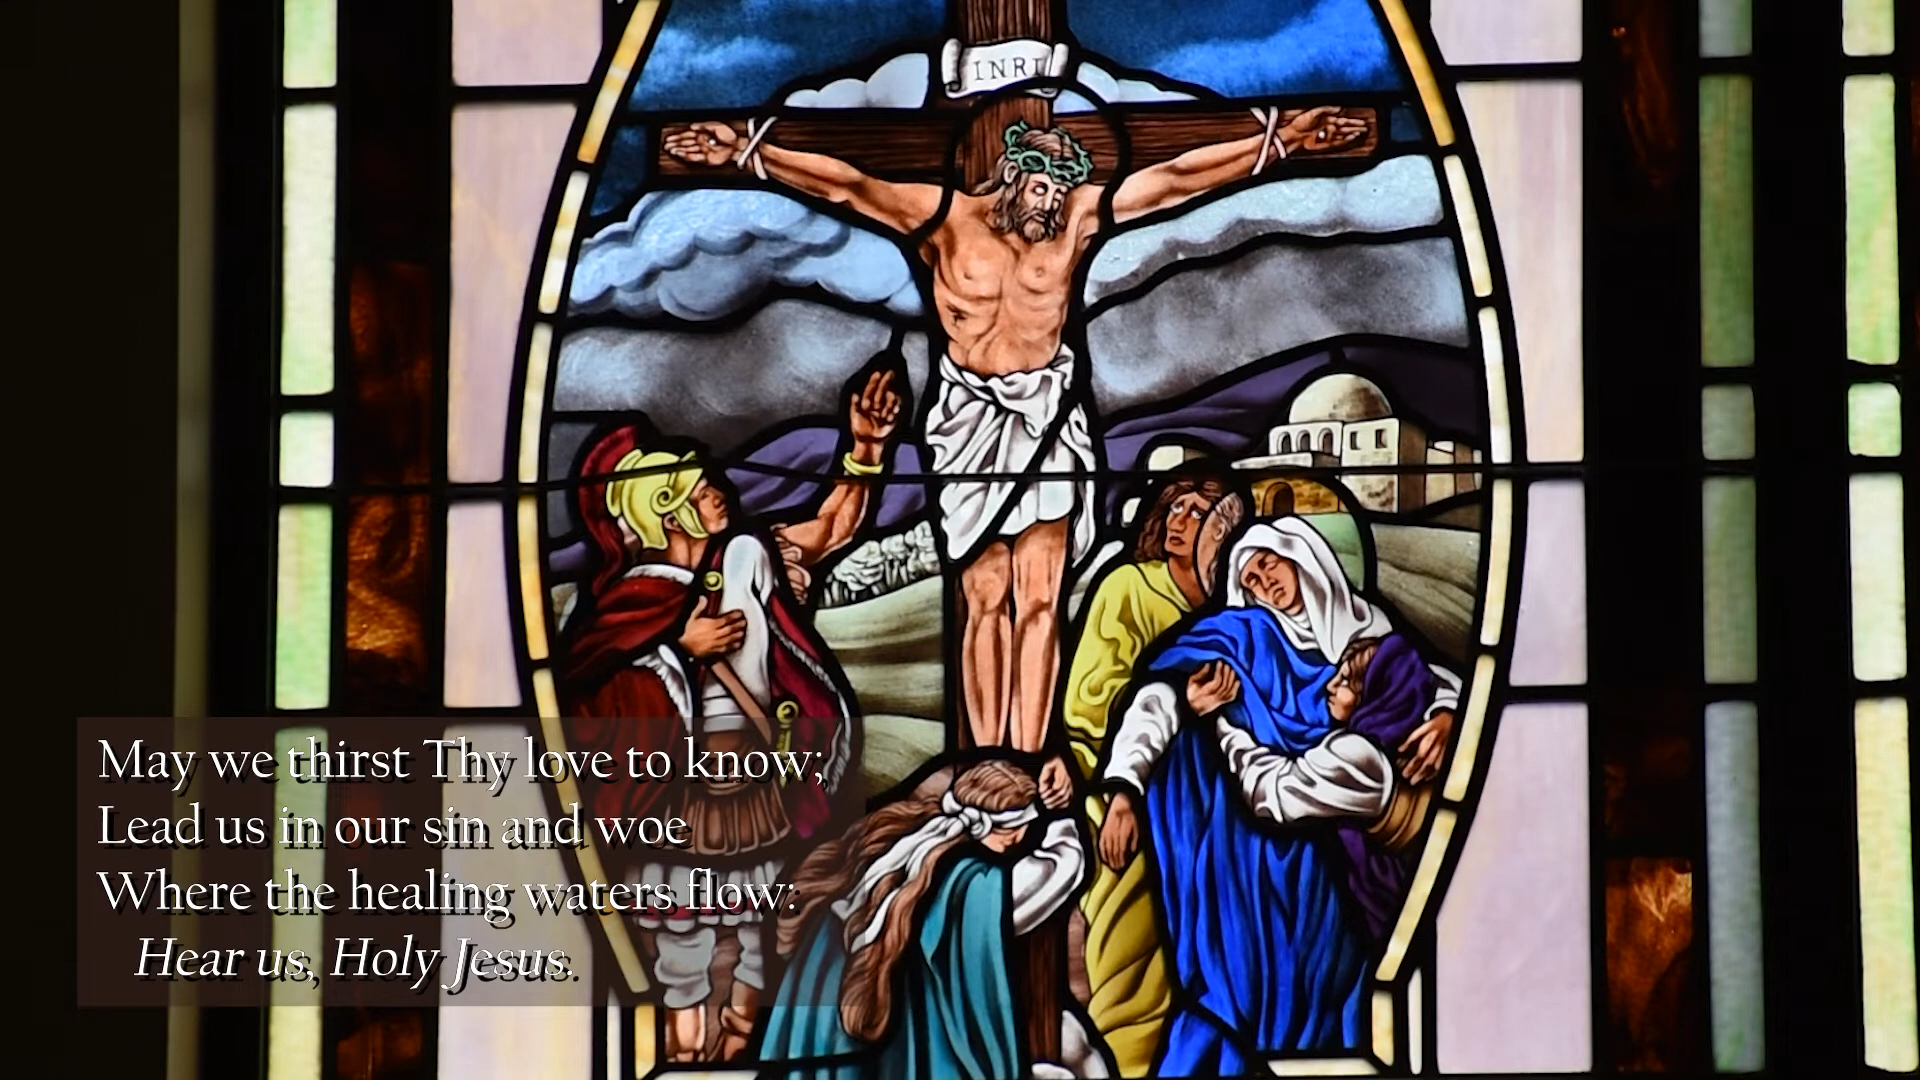 INRI
May we thirst Thy love to know;
Lead us in our sin and woe
Where the healing waters flow:
Hear us, Holy Jesus.